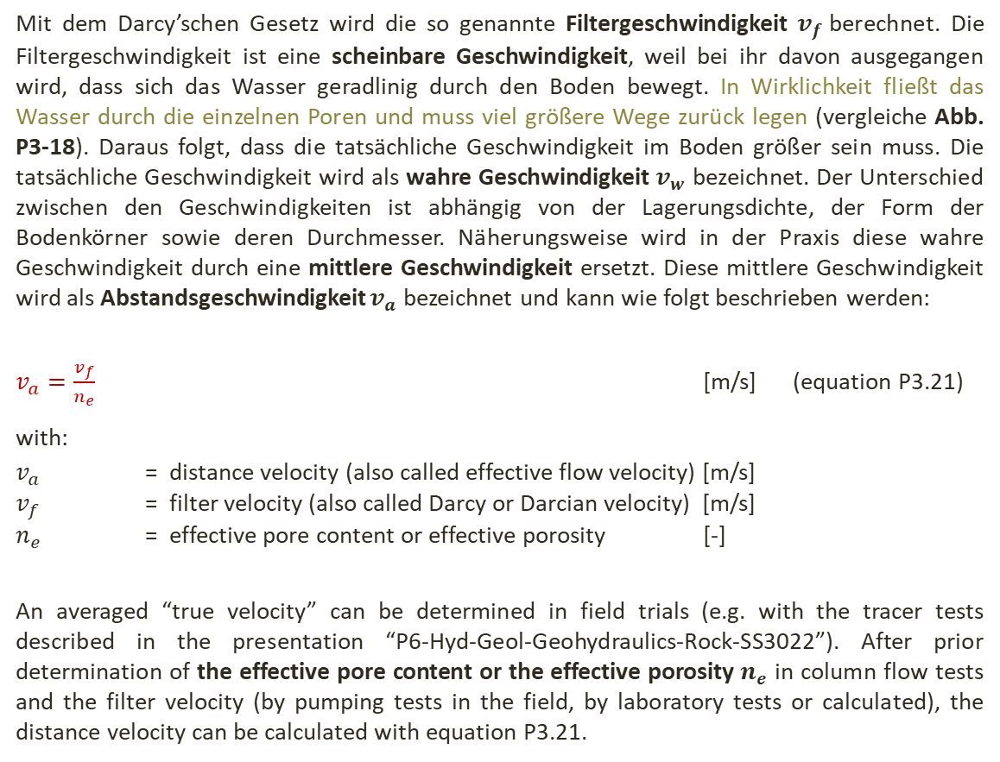 Mit dem Darcy’schen Gesetz wird die so genannte Filtergeschwindigkeit v_f berechnet. Die
Filtergeschwindigkeit ist eine scheinbare Geschwindigkeit, weil bei ihr davon ausgegangen
wird, dass sich das Wasser geradlinig durch den Boden bewegt. In Wirklichkeit fließt das
Wasser durch die einzelnen Poren und muss viel größere Wege zurück legen (vergleiche Abb.
P3-18). Daraus folgt, dass die tatsächliche Geschwindigkeit im Boden größer sein muss. Die
tatsächliche Geschwindigkeit wird als wahre Geschwindigkeit v_w bezeichnet. Der Unterschied
zwischen den Geschwindigkeiten ist abhängig von der Lagerungsdichte, der Form der
Bodenkörner sowie deren Durchmesser. Näherungsweise wird in der Praxis diese wahre
Geschwindigkeit durch eine mittlere Geschwindigkeit ersetzt. Diese mittlere Geschwindigkeit
wird als Abstandsgeschwindigkeit v_a bezeichnet und kann wie folgt beschrieben werden:
v_a = v_f / n_e [m/s] (equation P3.21)
with:
v_a = distance velocity (also called effective flow velocity) [m/s]
v_f = filter velocity (also called Darcy or Darcian velocity) [m/s]
n_e = effective pore content or effective porosity [-]
An averaged “true velocity” can be determined in field trials (e.g. with the tracer tests
described in the presentation “P6-Hyd-Geol-Geohydraulics-Rock-SS3022”). After prior
determination of the effective pore content or the effective porosity n_e in column flow tests
and the filter velocity (by pumping tests in the field, by laboratory tests or calculated), the
distance velocity can be calculated with equation P3.21.